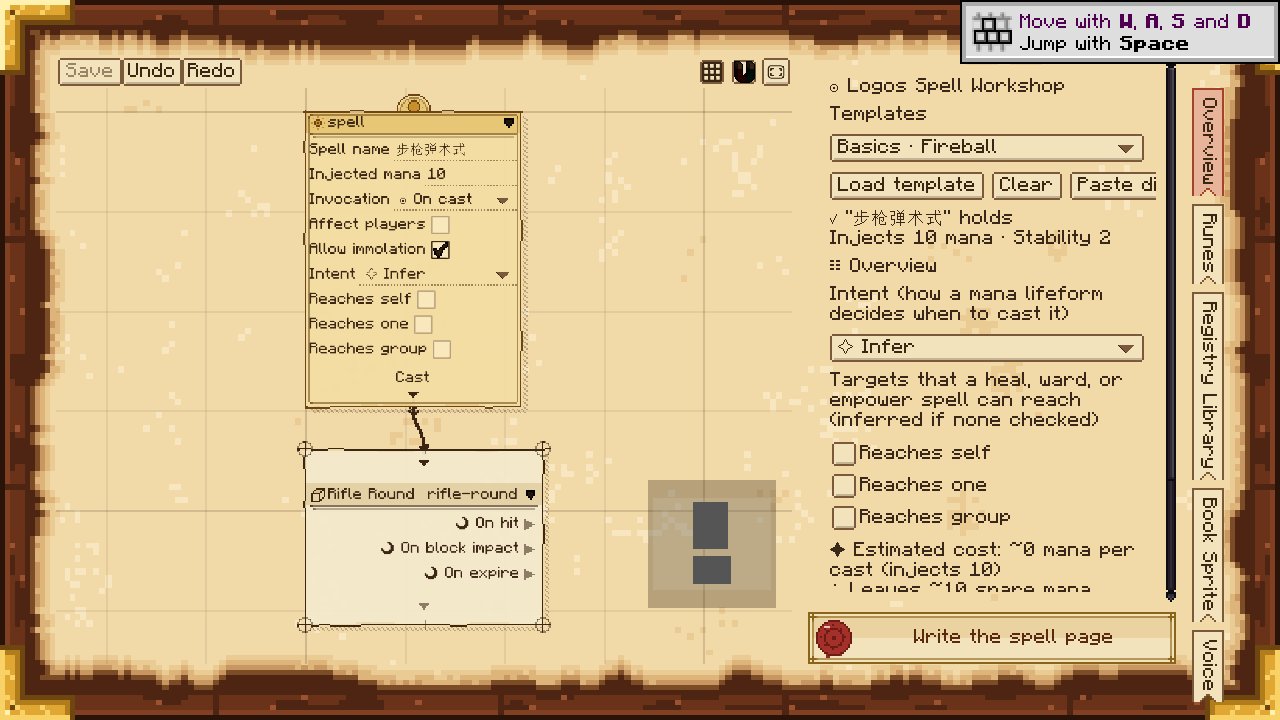 Move with W, A, S and D
Jump with Space
Save Undo Redo
spell
Spell name 步枪弹术式
Injected mana 10
Invocation On cast
Affect players
Allow immolation
Intent Infer
Reaches self
Reaches one
Reaches group
Cast
Rifle Round rifle-round
On hit
On block impact
On expire
Logos Spell Workshop
Templates
Basics · Fireball
Load template Clear Paste di
✓ "步枪弹术式" holds
Injects 10 mana · Stability 2
Overview
Intent (how a mana lifeform
decides when to cast it)
Infer
Targets that a heal, ward, or
empower spell can reach
(inferred if none checked)
Reaches self
Reaches one
Reaches group
Estimated cost: ~0 mana per
cast (injects 10)
Leaves ~10 spare mana
Write the spell page
Overview
Runes
Registry Library
Book Sprite
Voice